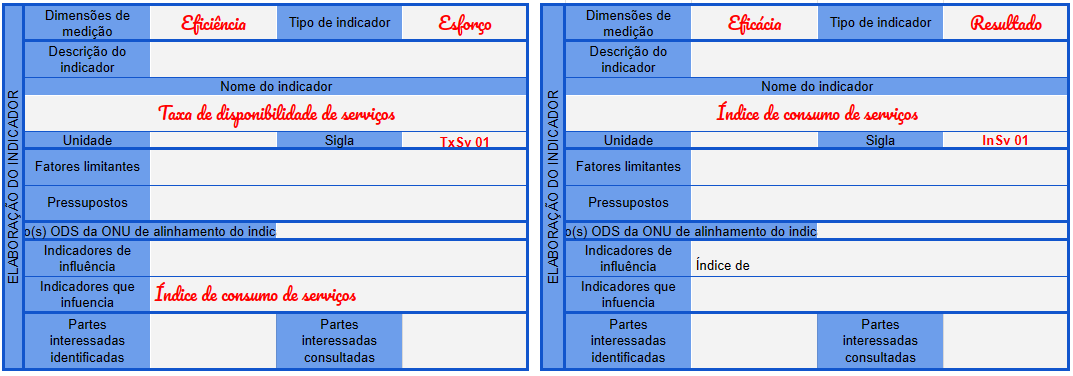 ELABORAÇÃO DO INDICADOR
Dimensões de
medição
Eficiência
Tipo de indicador
Esforço
Descrição do
indicador
Nome do indicador
Taxa de disponibilidade de serviços
Unidade
Sigla
TxSv 01
Fatores limitantes
Pressupostos
o(s) ODS da ONU de alinhamento do indic
Indicadores de
influência
Indicadores que
infuencia
Índice de consumo de serviços
Partes
interessadas
identificadas
Partes
interessadas
consultadas
ELABORAÇÃO DO INDICADOR
Dimensões de
medição
Eficácia
Tipo de indicador
Resultado
Descrição do
indicador
Nome do indicador
Índice de consumo de serviços
Unidade
Sigla
InSv 01
Fatores limitantes
Pressupostos
o(s) ODS da ONU de alinhamento do indic
Indicadores de
influência
Índice de
Indicadores que
infuencia
Partes
interessadas
identificadas
Partes
interessadas
consultadas